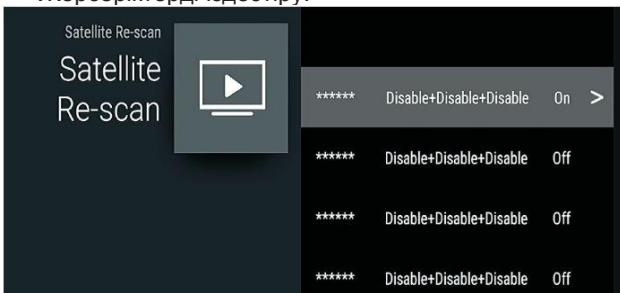 Satellite Re-scan
Satellite
Re-scan
****** Disable+Disable+Disable On >
****** Disable+Disable+Disable Off
****** Disable+Disable+Disable Off
****** Disable+Disable+Disable Off